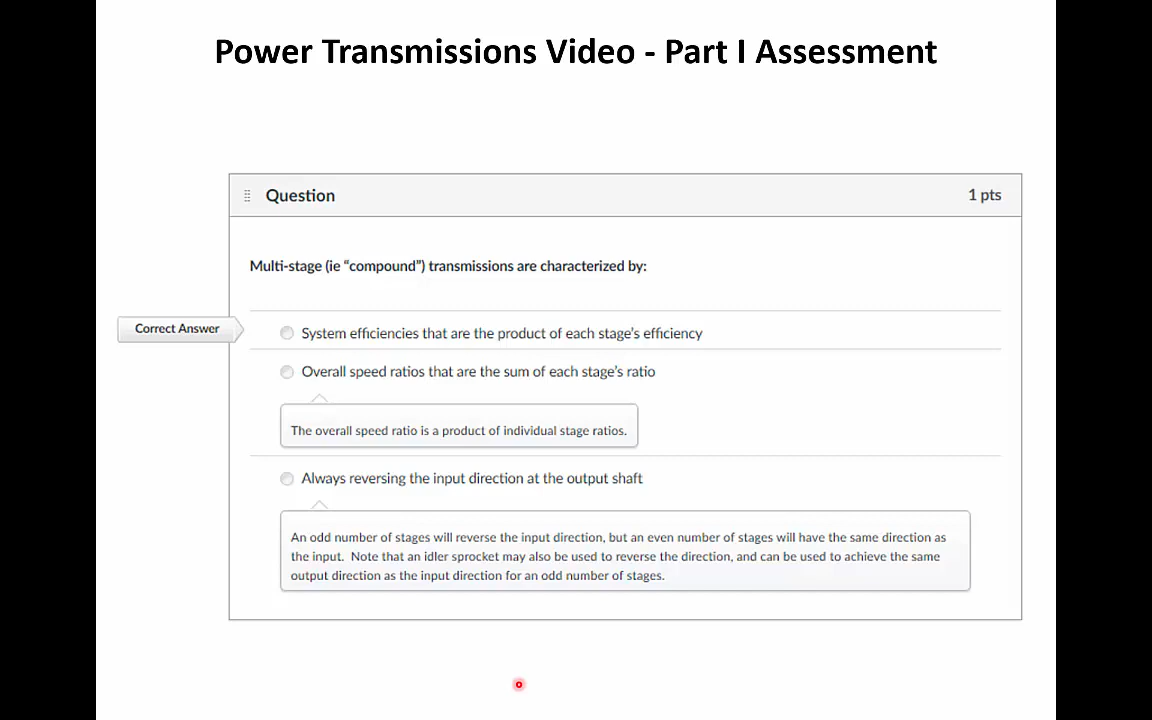 Power Transmissions Video - Part I Assessment
Question
1 pts
Multi-stage (ie “compound”) transmissions are characterized by:
Correct Answer
System efficiencies that are the product of each stage’s efficiency
Overall speed ratios that are the sum of each stage’s ratio
The overall speed ratio is a product of individual stage ratios.
Always reversing the input direction at the output shaft
An odd number of stages will reverse the input direction, but an even number of stages will have the same direction as
the input. Note that an idler sprocket may also be used to reverse the direction, and can be used to achieve the same
output direction as the input direction for an odd number of stages.